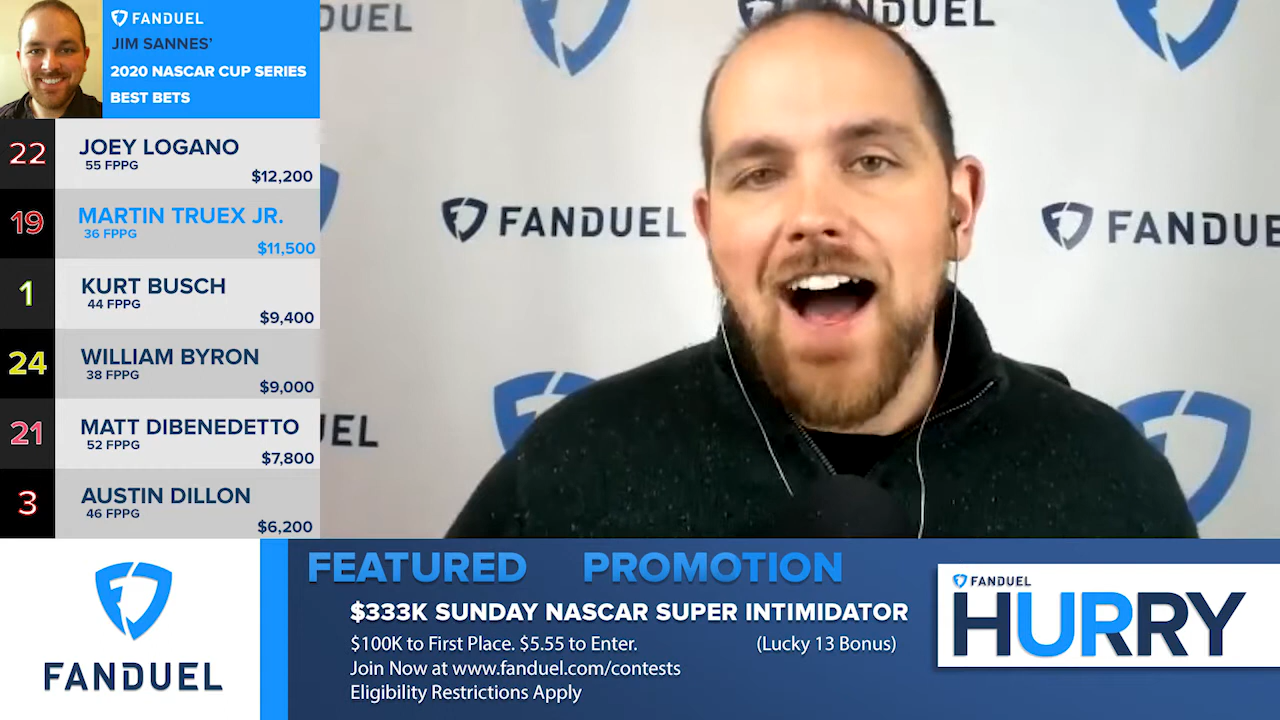 FANDUEL
JIM SANNES'
2020 NASCAR CUP SERIES
BEST BETS
22
JOEY LOGANO
55 FPPG
$12,200
19
MARTIN TRUEX JR.
36 FPPG
$11,500
1
KURT BUSCH
44 FPPG
$9,400
24
WILLIAM BYRON
38 FPPG
$9,000
21
MATT DIBENEDETTO
52 FPPG
$7,800
3
AUSTIN DILLON
46 FPPG
$6,200
DUEL
NDUEL
FANDUEL
FANDUE
UEL
FANDUEL
FEATURED PROMOTION
$333K SUNDAY NASCAR SUPER INTIMIDATOR
$100K to First Place. $5.55 to Enter. (Lucky 13 Bonus)
Join Now at www.fanduel.com/contests
Eligibility Restrictions Apply
FANDUEL
HURRY